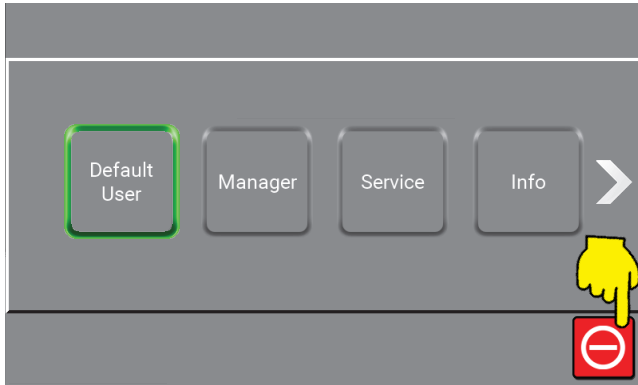 Default
User
Manager
Service
Info